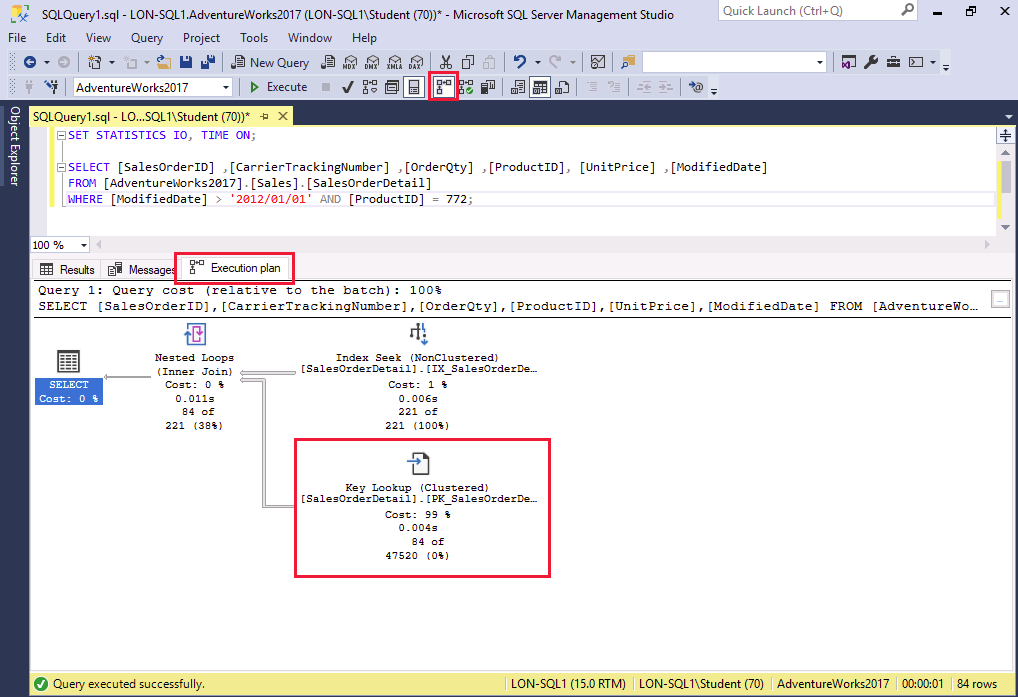 SQLQuery1.sql - LON-SQL1.AdventureWorks2017 (LON-SQL1\Student (70))* - Microsoft SQL Server Management Studio
Quick Launch (Ctrl+Q)
File Edit View Query Project Tools Window Help
New Query MDX DMX XMLA DAX
AdventureWorks2017 Execute
Object Explorer
SQLQuery1.sql - LO...SQL1\Student (70))*
SET STATISTICS IO, TIME ON;
SELECT [SalesOrderID] ,[CarrierTrackingNumber] ,[OrderQty] ,[ProductID], [UnitPrice] ,[ModifiedDate]
FROM [AdventureWorks2017].[Sales].[SalesOrderDetail]
WHERE [ModifiedDate] > '2012/01/01' AND [ProductID] = 772;
100 %
Results Messages Execution plan
Query 1: Query cost (relative to the batch): 100%
SELECT [SalesOrderID],[CarrierTrackingNumber],[OrderQty],[ProductID],[UnitPrice],[ModifiedDate] FROM [AdventureWo...
SELECT
Cost: 0 %
Nested Loops
(Inner Join)
Cost: 0 %
0.011s
84 of
221 (38%)
Index Seek (NonClustered)
[SalesOrderDetail].[IX_SalesOrderDe...
Cost: 1 %
0.006s
221 of
221 (100%)
Key Lookup (Clustered)
[SalesOrderDetail].[PK_SalesOrderDe...
Cost: 99 %
0.004s
84 of
47520 (0%)
Query executed successfully.
LON-SQL1 (15.0 RTM) LON-SQL1\Student (70) AdventureWorks2017 00:00:01 84 rows